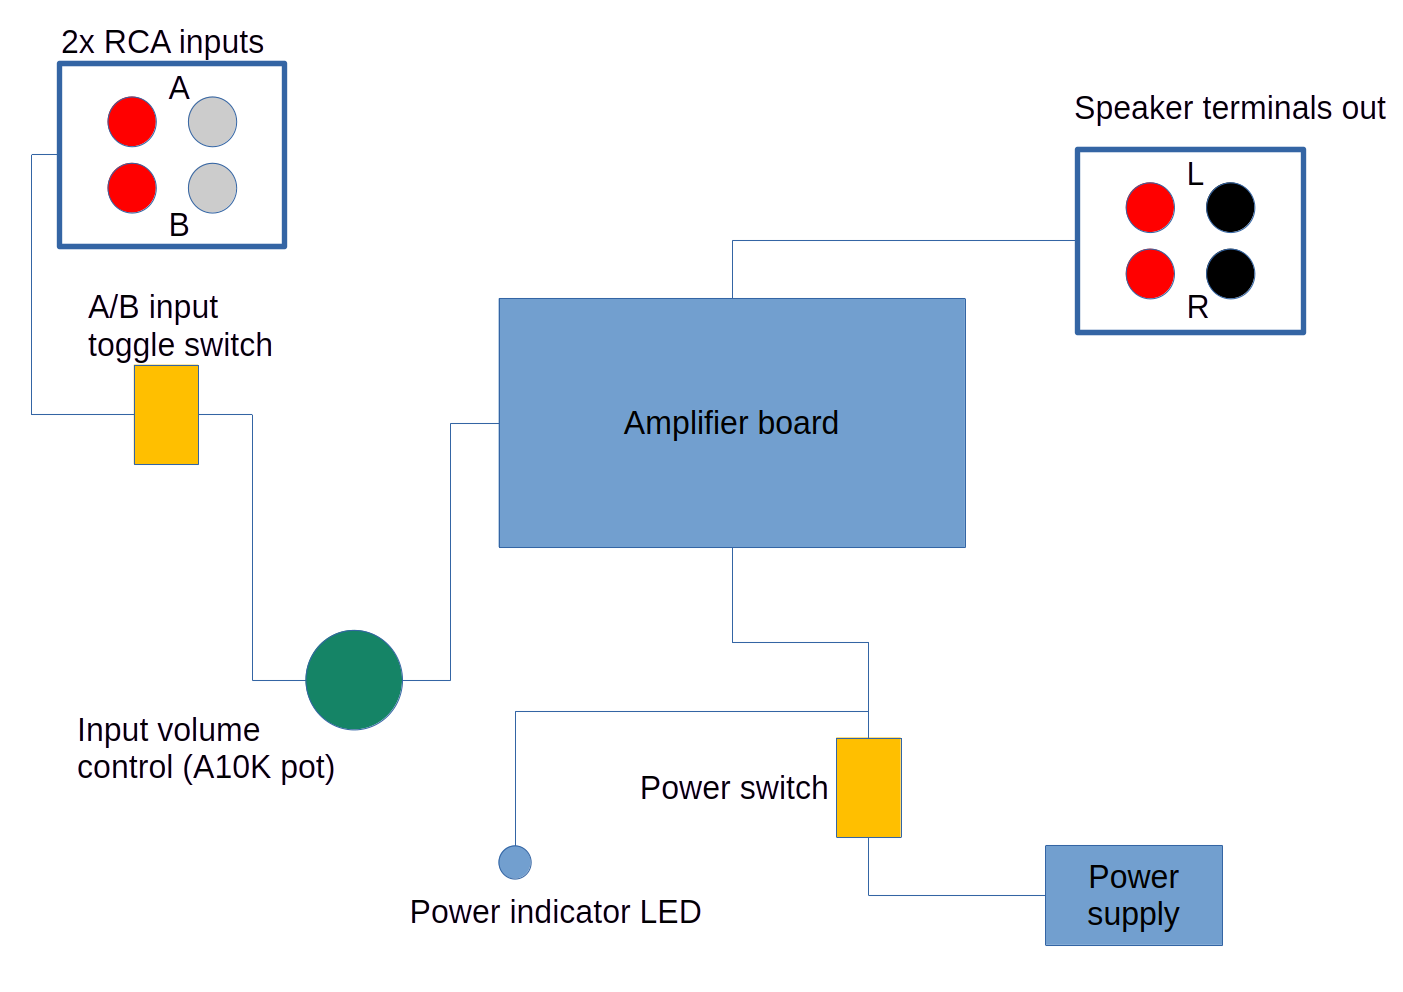 2x RCA inputs
A
B
Speaker terminals out
L
R
A/B input
toggle switch
Amplifier board
Input volume
control (A10K pot)
Power switch
Power indicator LED
Power
supply